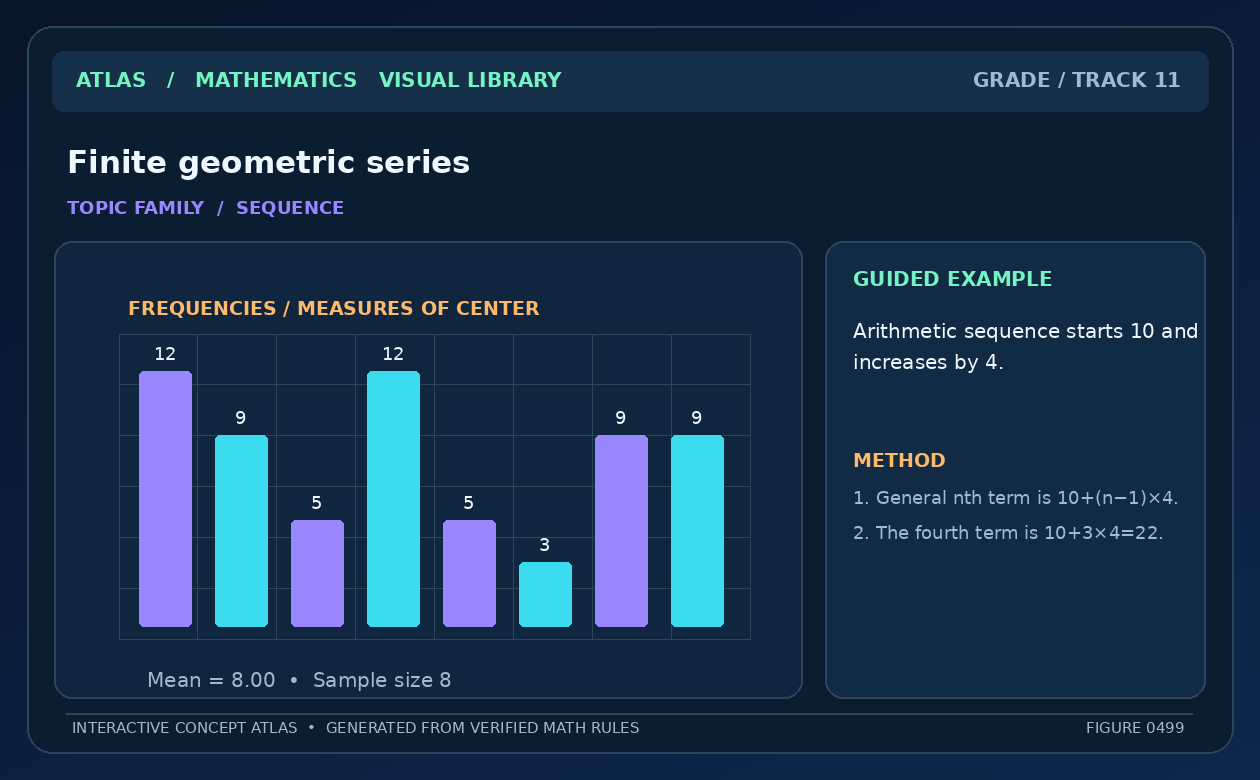 ATLAS / MATHEMATICS VISUAL LIBRARY
GRADE / TRACK 11
Finite geometric series
TOPIC FAMILY / SEQUENCE
FREQUENCIES / MEASURES OF CENTER
12
9
5
12
5
3
9
9
Mean = 8.00 • Sample size 8
GUIDED EXAMPLE
Arithmetic sequence starts 10 and
increases by 4.
METHOD
1. General nth term is 10+(n−1)×4.
2. The fourth term is 10+3×4=22.
INTERACTIVE CONCEPT ATLAS • GENERATED FROM VERIFIED MATH RULES
FIGURE 0499